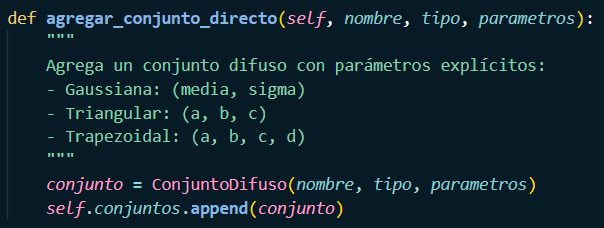 def agregar_conjunto_directo(self, nombre, tipo, parametros):
"""
Agrega un conjunto difuso con parámetros explícitos:
- Gaussiana: (media, sigma)
- Triangular: (a, b, c)
- Trapezoidal: (a, b, c, d)
"""
conjunto = ConjuntoDifuso(nombre, tipo, parametros)
self.conjuntos.append(conjunto)